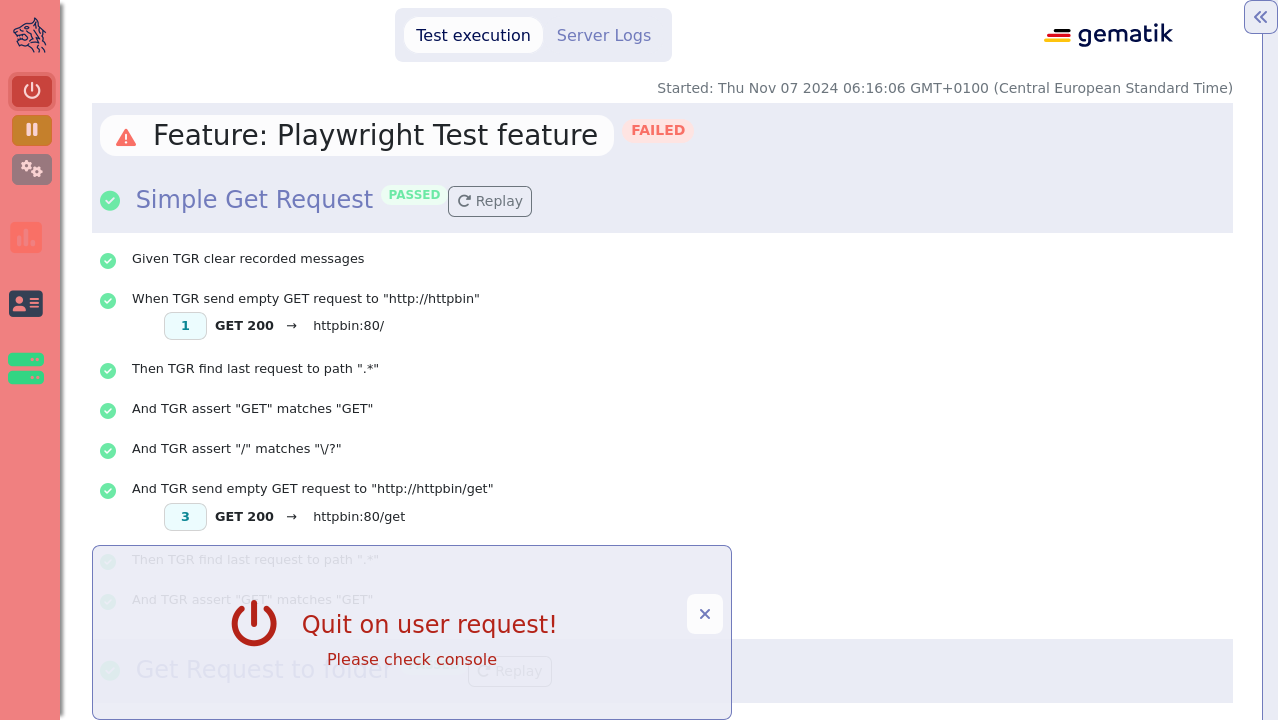 Test execution
Server Logs
gematik
Started: Thu Nov 07 2024 06:16:06 GMT+0100 (Central European Standard Time)
Feature: Playwright Test feature
FAILED
Simple Get Request
PASSED
Replay
Given TGR clear recorded messages
When TGR send empty GET request to "http://httpbin"
1 GET 200 → httpbin:80/
Then TGR find last request to path ".*"
And TGR assert "GET" matches "GET"
And TGR assert "/" matches "\/?"
And TGR send empty GET request to "http://httpbin/get"
3 GET 200 → httpbin:80/get
Then TGR find last request to path ".*"
And TGR assert "GET" matches "GET"
Quit on user request!
Please check console
Get Request to folder
Replay